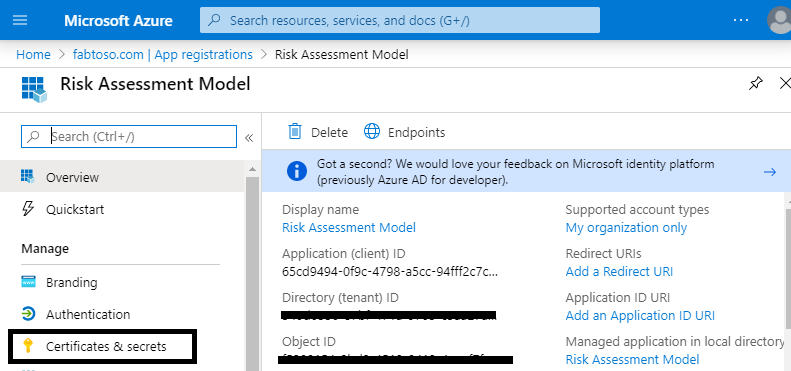 Microsoft Azure
Search resources, services, and docs (G+/)
Home > fabtoso.com | App registrations > Risk Assessment Model
Risk Assessment Model
Search (Ctrl+/)
Overview
Quickstart
Manage
Branding
Authentication
Certificates & secrets
Delete
Endpoints
Got a second? We would love your feedback on Microsoft identity platform
(previously Azure AD for developer).
Display name
Risk Assessment Model
Application (client) ID
65cd9494-0f9c-4798-a5cc-94fff2c7c...
Directory (tenant) ID
Object ID
Supported account types
My organization only
Redirect URIs
Add a Redirect URI
Application ID URI
Add an Application ID URI
Managed application in local directory
Risk Assessment Model